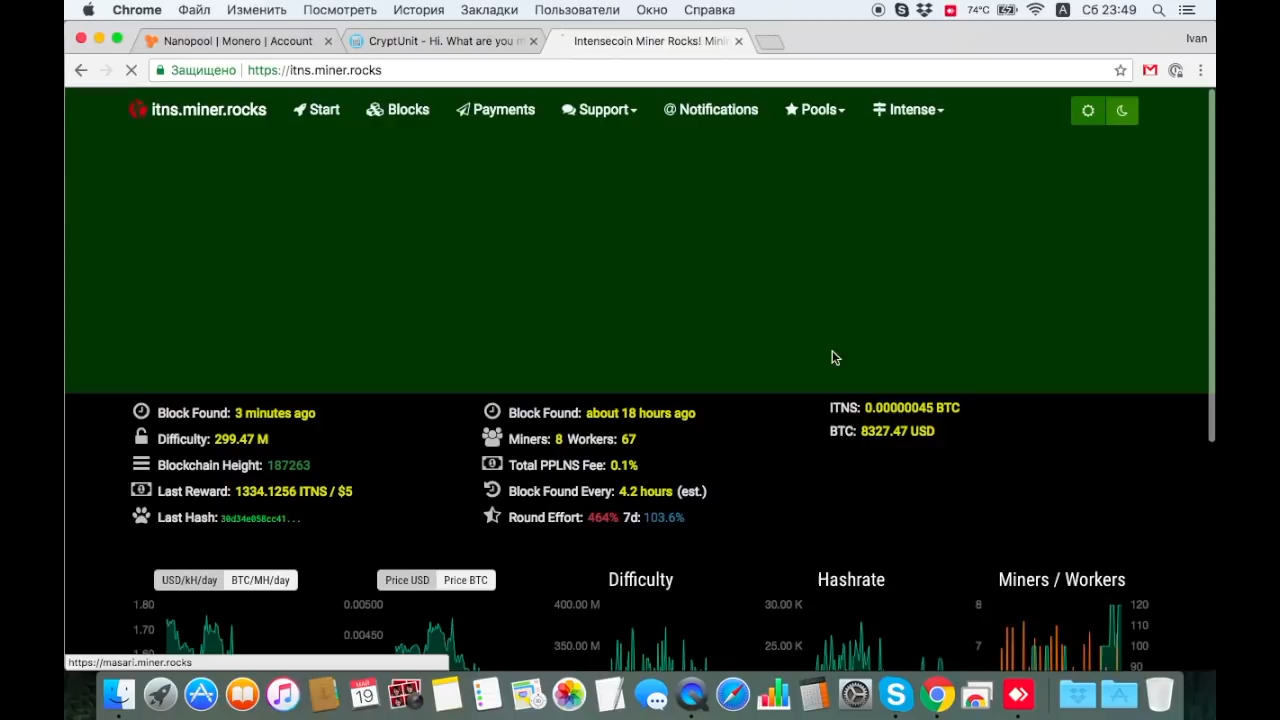 Chrome Файл Изменить Посмотреть История Закладки Пользователи Окно Справка 74°C A Сб 23:49
Nanopool | Monero | Account CryptUnit - Hi. What are you m Intensecoin Miner Rocks! Mini Ivan
Защищено https://itns.miner.rocks
itns.miner.rocks Start Blocks Payments Support @ Notifications Pools Intense
Block Found: 3 minutes ago Block Found: about 18 hours ago ITNS: 0.00000045 BTC
Difficulty: 299.47 M Miners: 8 Workers: 67 BTC: 8327.47 USD
Blockchain Height: 187263 Total PPLNS Fee: 0.1%
Last Reward: 1334.1256 ITNS / $5 Block Found Every: 4.2 hours (est.)
Last Hash: 30d34e058cc41... Round Effort: 464% 7d: 103.6%
USD/kH/day BTC/MH/day Price USD Price BTC Difficulty Hashrate Miners / Workers
1.80 0.00500 400.00 M 30.00 K 8 120
110
1.70 0.00450 350.00 M 25.00 K 7 100
90
https://masari.miner.rocks
МАЙ
19